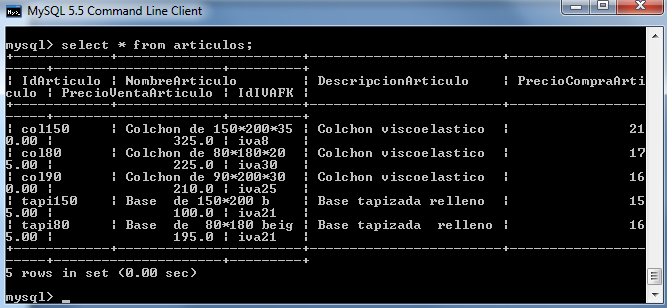 MySQL 5.5 Command Line Client
mysql> select * from articulos;
+------------+-----------------------+-------------------------+----------------
-----+---------------------+---------+
| IdArticulo | NombreArticulo | DescripcionArticulo | PrecioCompraArti
culo | PrecioVentaArticulo | IdIVAFK |
+------------+-----------------------+-------------------------+----------------
-----+---------------------+---------+
| col150 | Colchon de 150*200*35 | Colchon viscoelastico | 21
0.00 | 325.0 | iva8
| col80 | Colchon de 80*180*20 | Colchon viscoelastico | 17
5.00 | 225.0 | iva30
| col90 | Colchon de 90*200*30 | Colchon viscoelastico | 16
0.00 | 210.0 | iva25
| tapi150 | Base de 150*200 b | Base tapizada relleno | 15
5.00 | 100.0 | iva21
| tapi80 | Base de 80*180 beig | Base tapizada relleno | 16
5.00 | 195.0 | iva21 |
+------------+-----------------------+-------------------------+----------------
-----+---------------------+---------+
5 rows in set (0.00 sec)
mysql> _